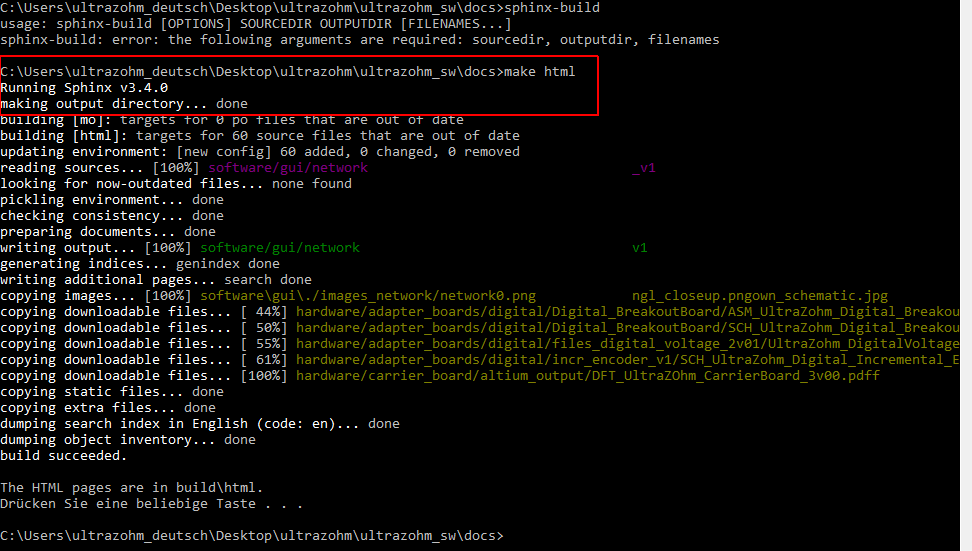 C:\Users\ultrazohm_deutsch\Desktop\ultrazohm\ultrazohm_sw\docs>sphinx-build
usage: sphinx-build [OPTIONS] SOURCEDIR OUTPUTDIR [FILENAMES...]
sphinx-build: error: the following arguments are required: sourcedir, outputdir, filenames
C:\Users\ultrazohm_deutsch\Desktop\ultrazohm\ultrazohm_sw\docs>make html
Running Sphinx v3.4.0
making output directory... done
building [mo]: targets for 0 po files that are out of date
building [html]: targets for 60 source files that are out of date
updating environment: [new config] 60 added, 0 changed, 0 removed
reading sources... [100%] software/gui/network _v1
looking for now-outdated files... none found
pickling environment... done
checking consistency... done
preparing documents... done
writing output... [100%] software/gui/network v1
generating indices... genindex done
writing additional pages... search done
copying images... [100%] software\gui\./images_network/network0.png ngl_closeup.pngown_schematic.jpg
copying downloadable files... [ 44%] hardware/adapter_boards/digital/Digital_BreakoutBoard/ASM_UltraZohm_Digital_Breakou
copying downloadable files... [ 50%] hardware/adapter_boards/digital/Digital_BreakoutBoard/SCH_UltraZohm_Digital_Breakou
copying downloadable files... [ 55%] hardware/adapter_boards/digital/files_digital_voltage_2v01/UltraZohm_DigitalVoltage
copying downloadable files... [ 61%] hardware/adapter_boards/digital/incr_encoder_v1/SCH_UltraZohm_Digital_Incremental_E
copying downloadable files... [100%] hardware/carrier_board/altium_output/DFT_UltraZOhm_CarrierBoard_3v00.pdff
copying static files... done
copying extra files... done
dumping search index in English (code: en)... done
dumping object inventory... done
build succeeded.
The HTML pages are in build\html.
Drücken Sie eine beliebige Taste . . .
C:\Users\ultrazohm_deutsch\Desktop\ultrazohm\ultrazohm_sw\docs>